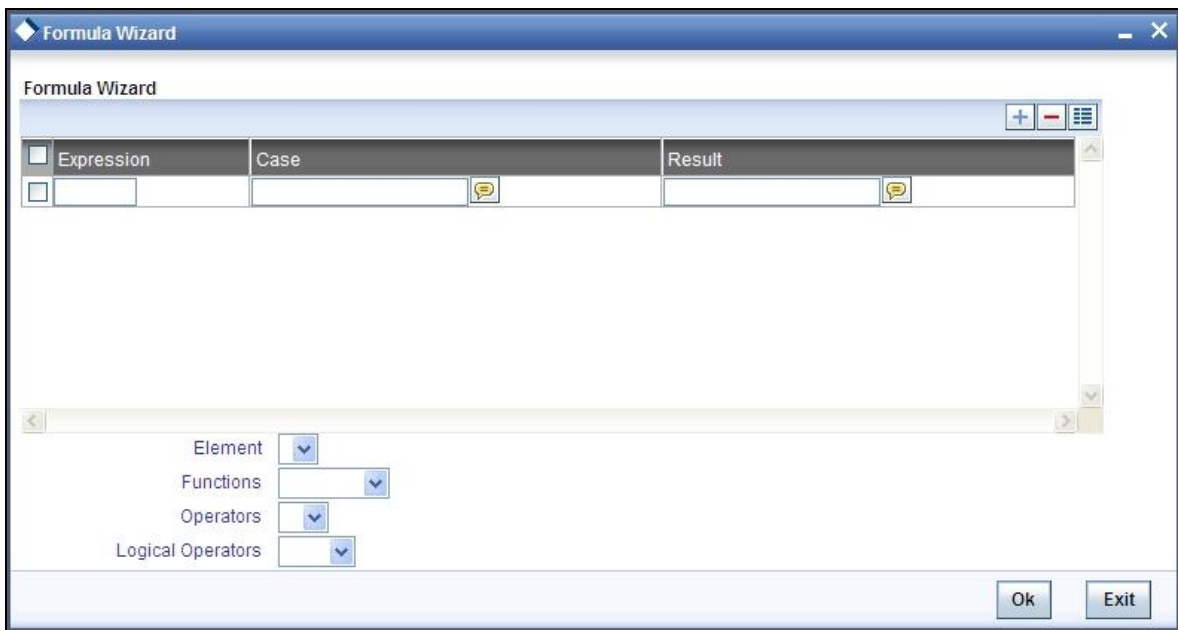 Formula Wizard
Formula Wizard
Expression Case Result
Element
Functions
Operators
Logical Operators
Ok Exit